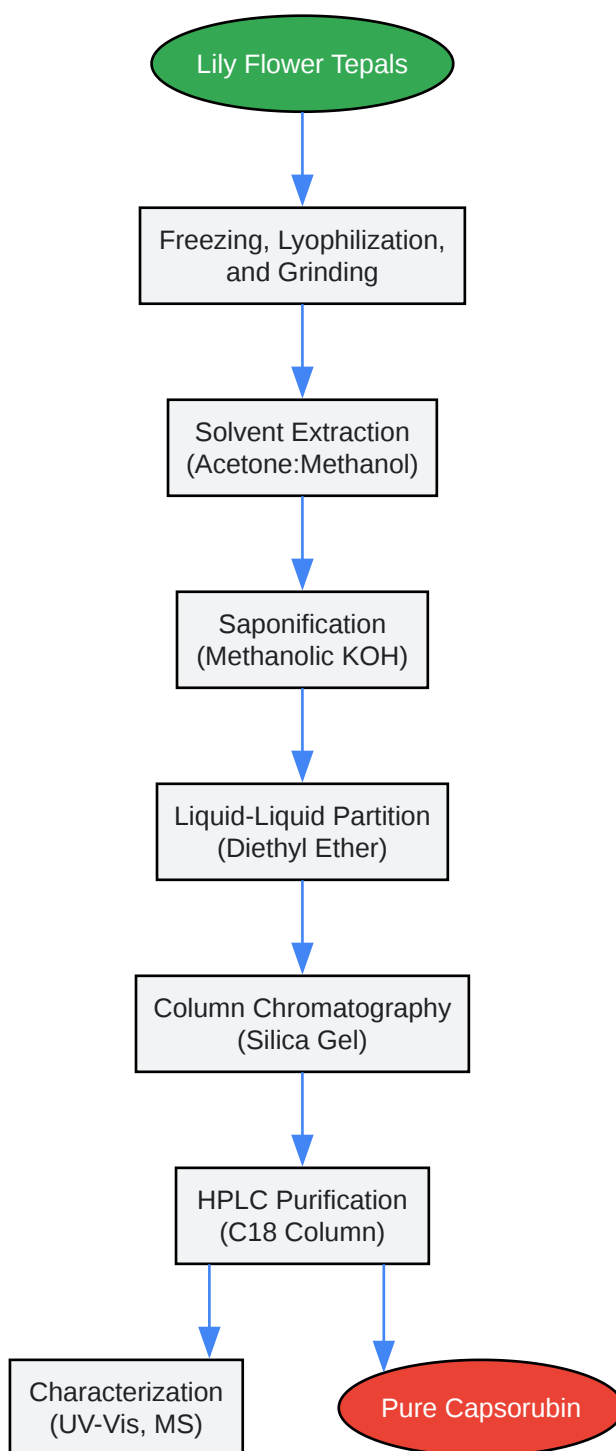 Lily Flower Tepals
Freezing, Lyophilization,
and Grinding
Solvent Extraction
(Acetone:Methanol)
Saponification
(Methanolic KOH)
Liquid-Liquid Partition
(Diethyl Ether)
Column Chromatography
(Silica Gel)
HPLC Purification
(C18 Column)
Characterization
(UV-Vis, MS)
Pure Capsorubin